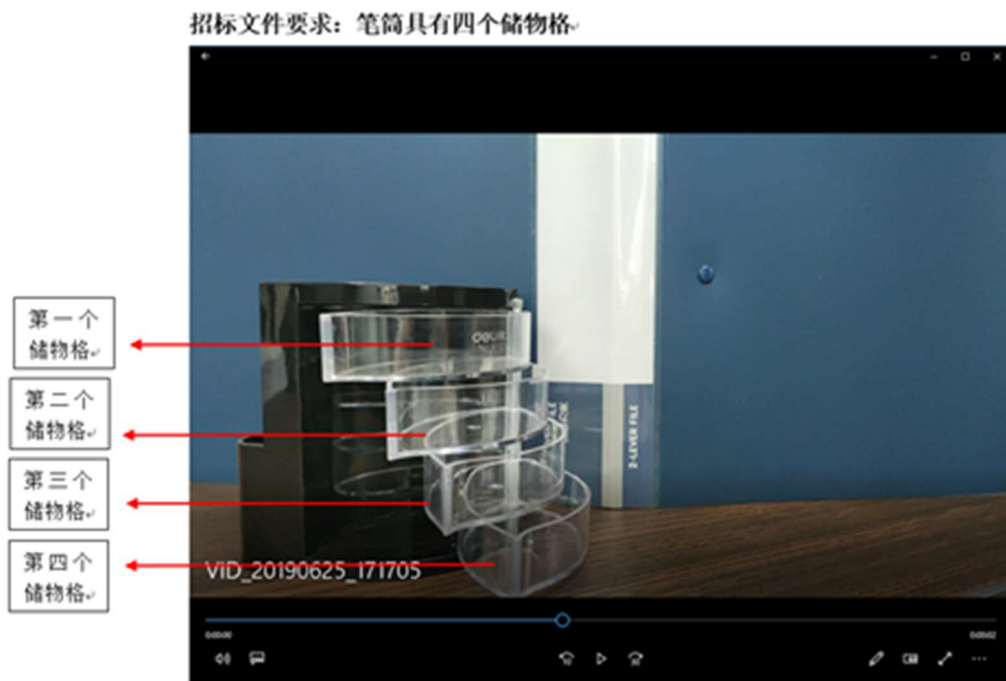 招标文件要求：笔筒具有四个储物格
第一个
储物格
第二个
储物格
第三个
储物格
第四个
储物格
2-LEVER FILE
VID_20190625_171705
0:00:00
0:00:02
10
30